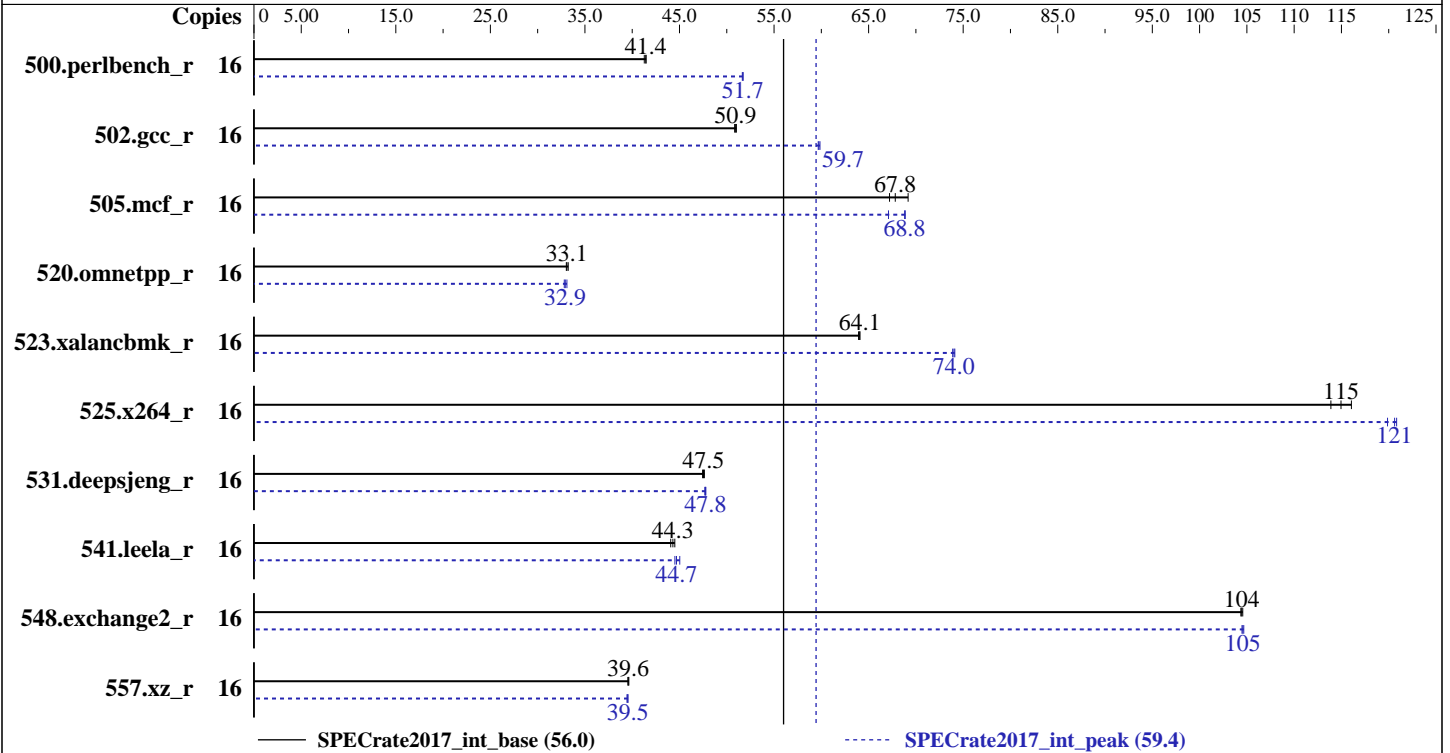 Copies 0 5.00 15.0 25.0 35.0 45.0 55.0 65.0 75.0 85.0 95.0 100 105 110 115 125
41.4
500.perlbench_r 16
51.7
50.9
502.gcc_r 16
59.7
67.8
505.mcf_r 16
68.8
33.1
520.omnetpp_r 16
32.9
64.1
523.xalancbmk_r 16
74.0
115
525.x264_r 16
121
47.5
531.deepsjeng_r 16
47.8
44.3
541.leela_r 16
44.7
104
548.exchange2_r 16
105
39.6
557.xz_r 16
39.5
SPECrate2017_int_base (56.0) SPECrate2017_int_peak (59.4)